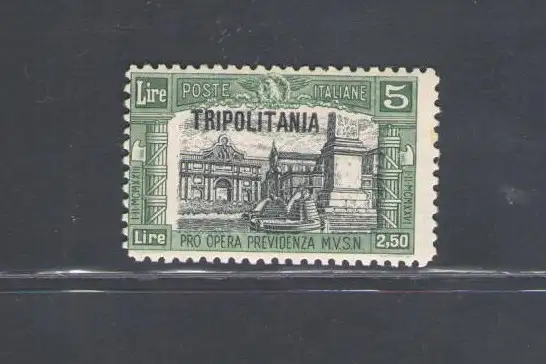 Lire POSTE ITALIANE 5
TRIPOLITANIA
Lire PRO OPERA PREVIDENZA M.V.S.N 2,50